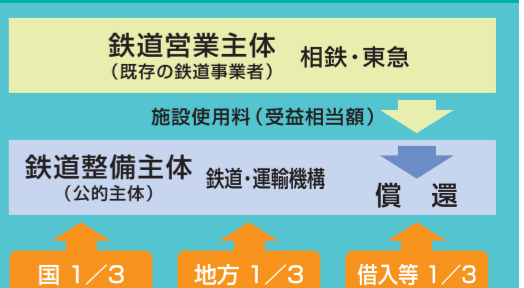 鉄道営業主体 相鉄・東急
（既存の鉄道事業者）
施設使用料（受益相当額）
鉄道整備主体 鉄道・運輸機構
（公的主体）
償 還
国 1／3 地方 1／3 借入等 1／3